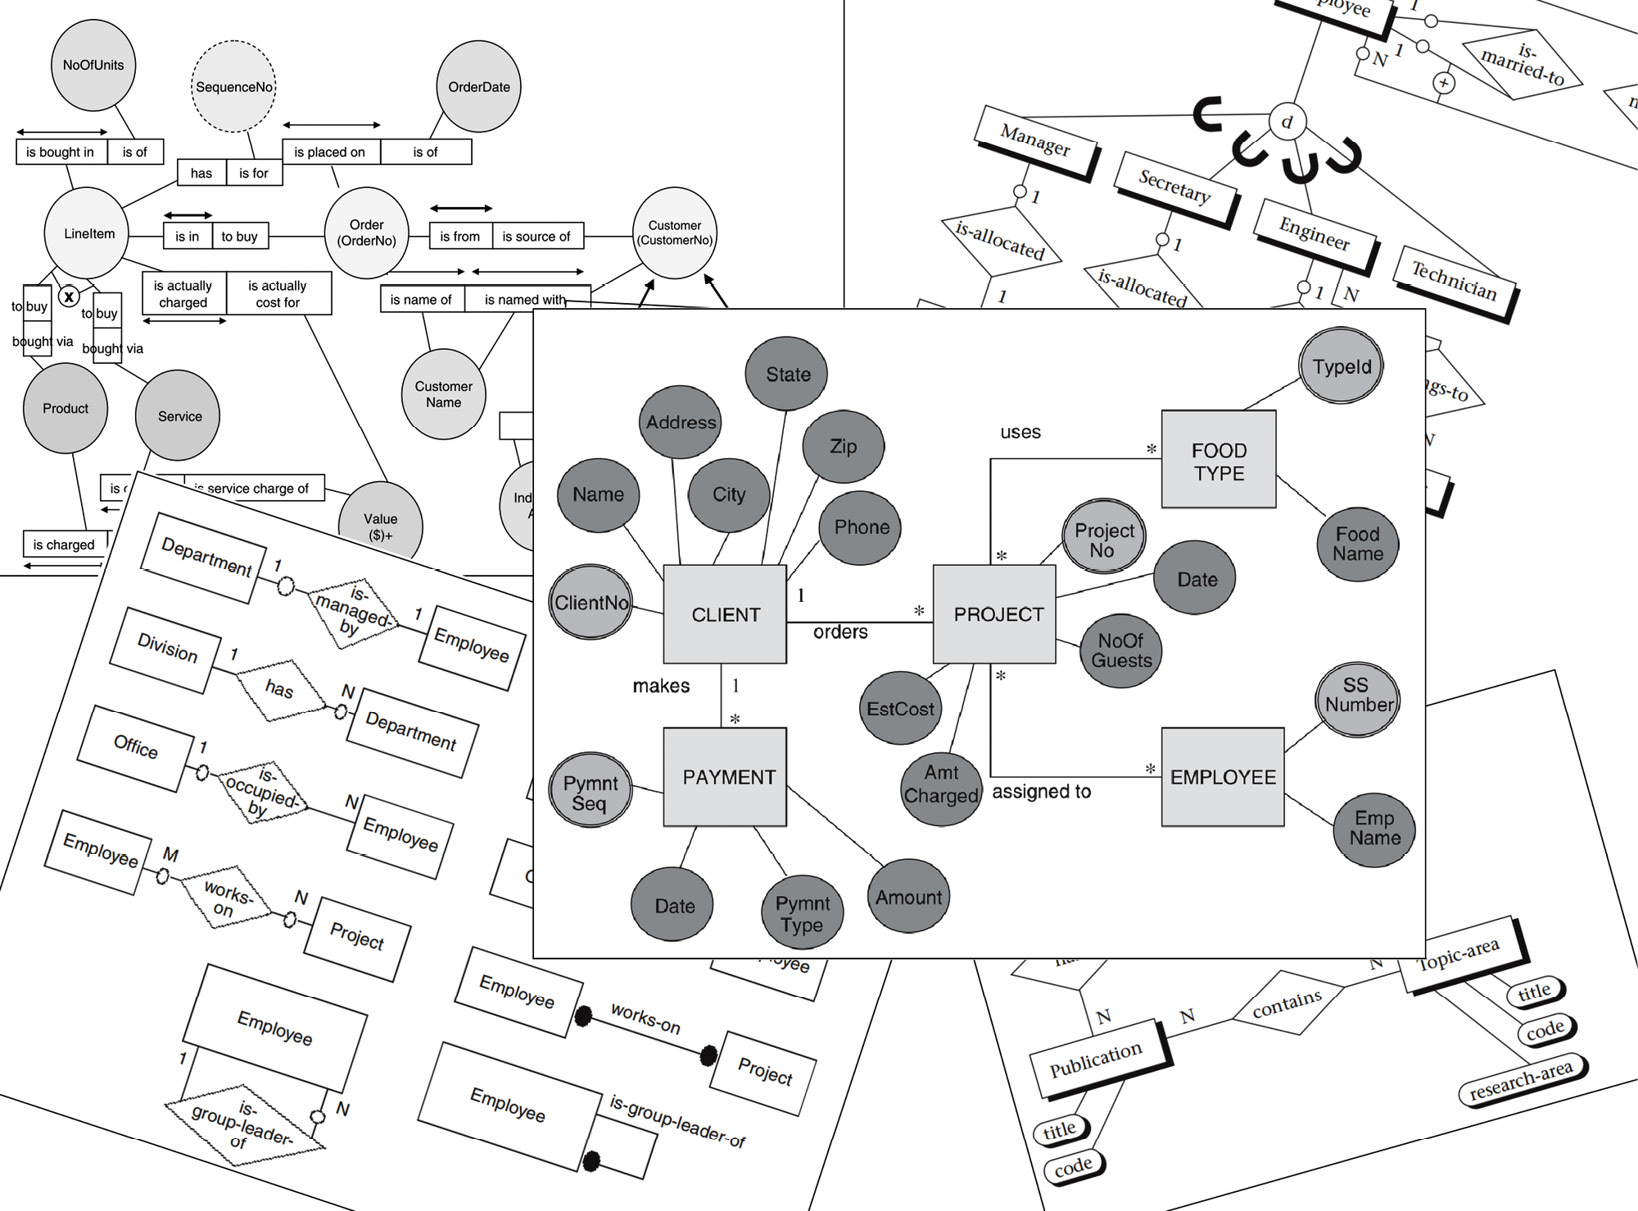 NoOfUnits
SequenceNo
OrderDate
is bought in
is of
is placed on
is of
has
is for
LineItem
is in
to buy
Order
(OrderNo)
is from
is source of
Customer
(CustomerNo)
is actually
charged
is actually
cost for
is name of
is named with
to buy
x
to buy
bought via
bought via
Product
Service
Customer
Name
is service charge of
Value
($)+
is charged
1
1
N
is-
married-to
+
d
Manager
Secretary
Engineer
Technician
1
is-allocated
1
1
is-allocated
1
N
N
Department
1
is-
managed-
by
1
Employee
Division
1
has
N
Department
Office
1
is-
occupied-
by
N
Employee
Employee
M
works-
on
N
Project
Employee
1
is-
group-leader-
of
N
Employee
works-on
Project
Employee
is-group-leader-of
State
Address
Zip
Name
City
Phone
ClientNo
CLIENT
1
orders
*
makes
1
*
PAYMENT
Pymnt
Seq
Date
Pymnt
Type
Amount
uses
*
FOOD
TYPE
TypeId
Food
Name
*
Project
No
Date
PROJECT
NoOf
Guests
*
EstCost
Amt
Charged
assigned to
*
EMPLOYEE
SS
Number
Emp
Name
N
contains
N
N
Topic-area
title
code
research-area
Publication
title
code